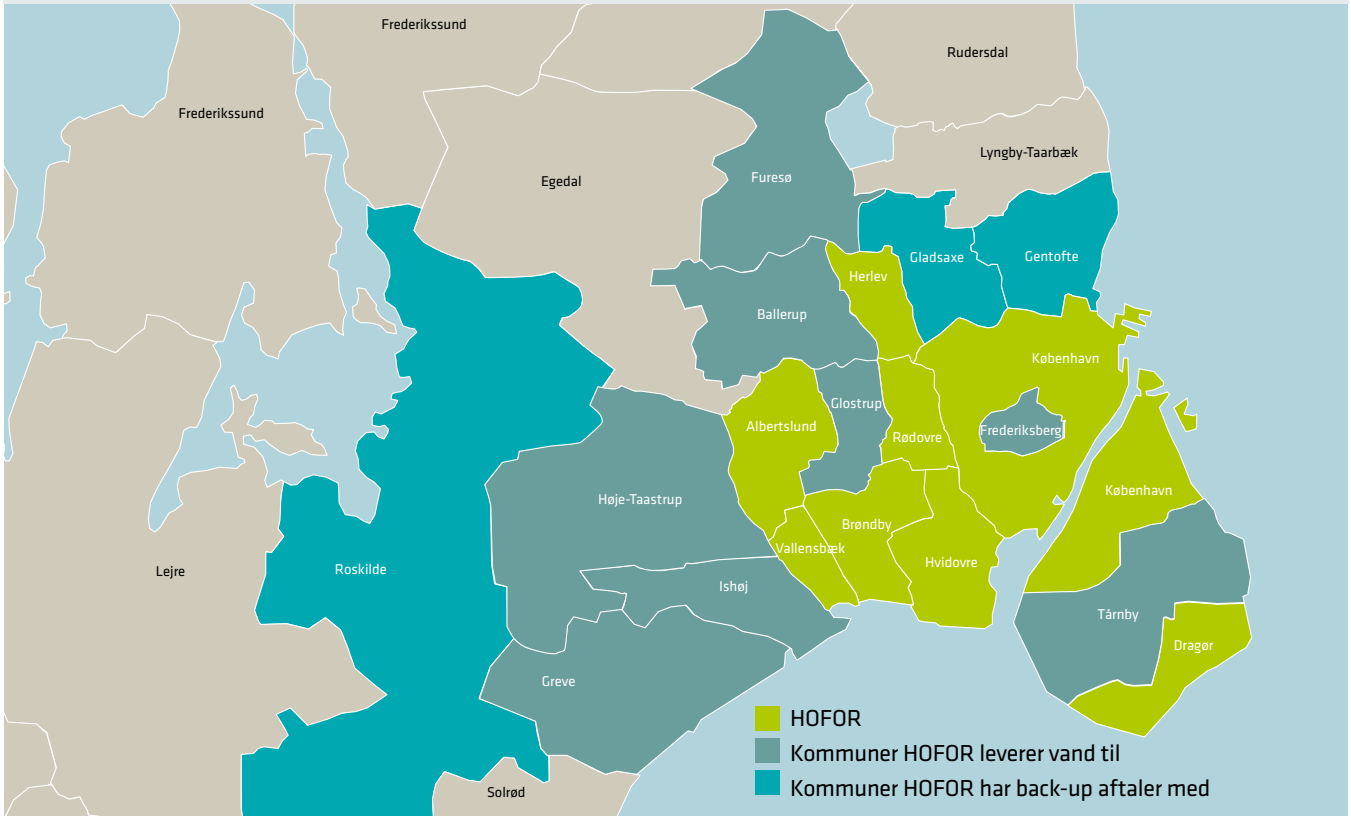 Frederikssund
Rudersdal
Frederikssund
Lyngby-Taarbæk
Egedal
Furesø
Gladsaxe
Gentofte
Herlev
Ballerup
København
Glostrup
Albertslund
Frederiksberg
Rødovre
København
Høje-Taastrup
Brøndby
Vallensbæk
Hvidovre
Lejre
Roskilde
Ishøj
Tårnby
Dragør
Greve
HOFOR
Kommuner HOFOR leverer vand til
Kommuner HOFOR har back-up aftaler med
Solrød